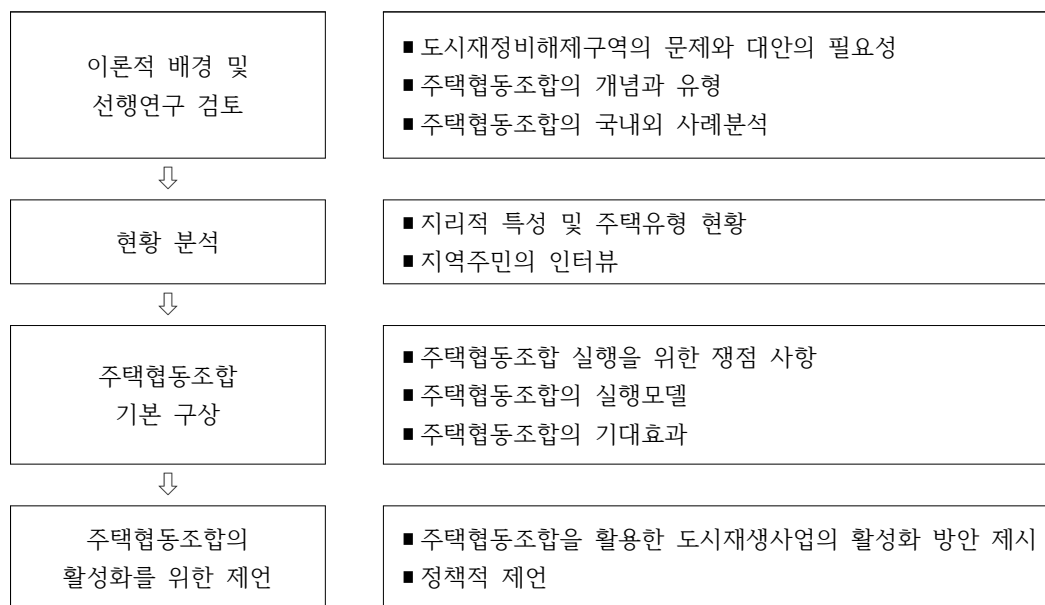 이론적 배경 및
선행연구 검토
■ 도시재정비해제구역의 문제와 대안의 필요성
■ 주택협동조합의 개념과 유형
■ 주택협동조합의 국내외 사례분석
⇩
현황 분석
■ 지리적 특성 및 주택유형 현황
■ 지역주민의 인터뷰
⇩
주택협동조합
기본 구상
■ 주택협동조합 실행을 위한 쟁점 사항
■ 주택협동조합의 실행모델
■ 주택협동조합의 기대효과
⇩
주택협동조합의
활성화를 위한 제언
■ 주택협동조합을 활용한 도시재생사업의 활성화 방안 제시
■ 정책적 제언